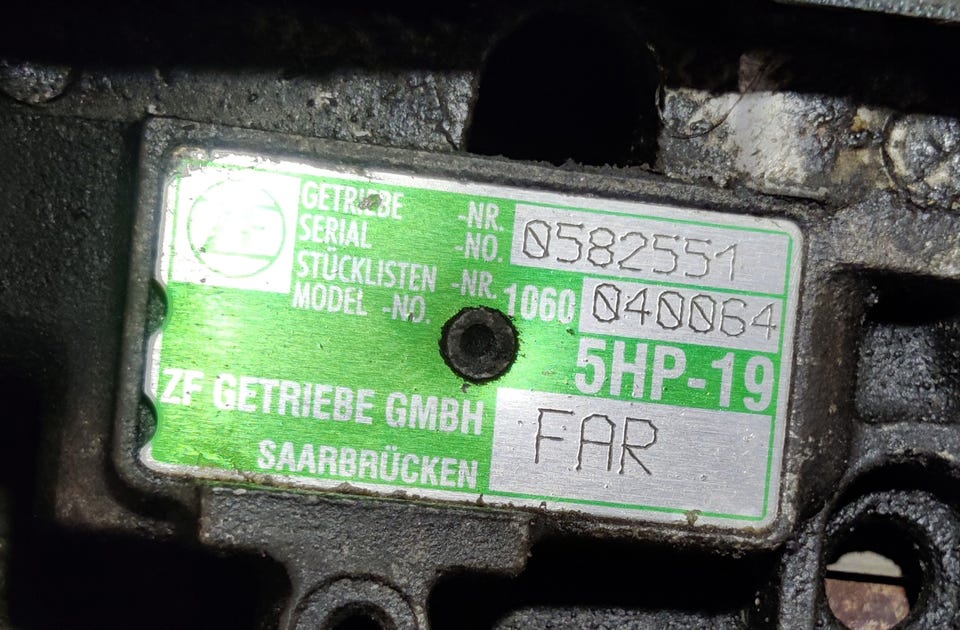 GETRIEBE -NR.
SERIAL -NO. 0582551
STÜCKLISTEN -NR.
MODEL -NO. 1060 040064
5HP-19
ZF GETRIEBE GMBH
SAARBRÜCKEN
FAR